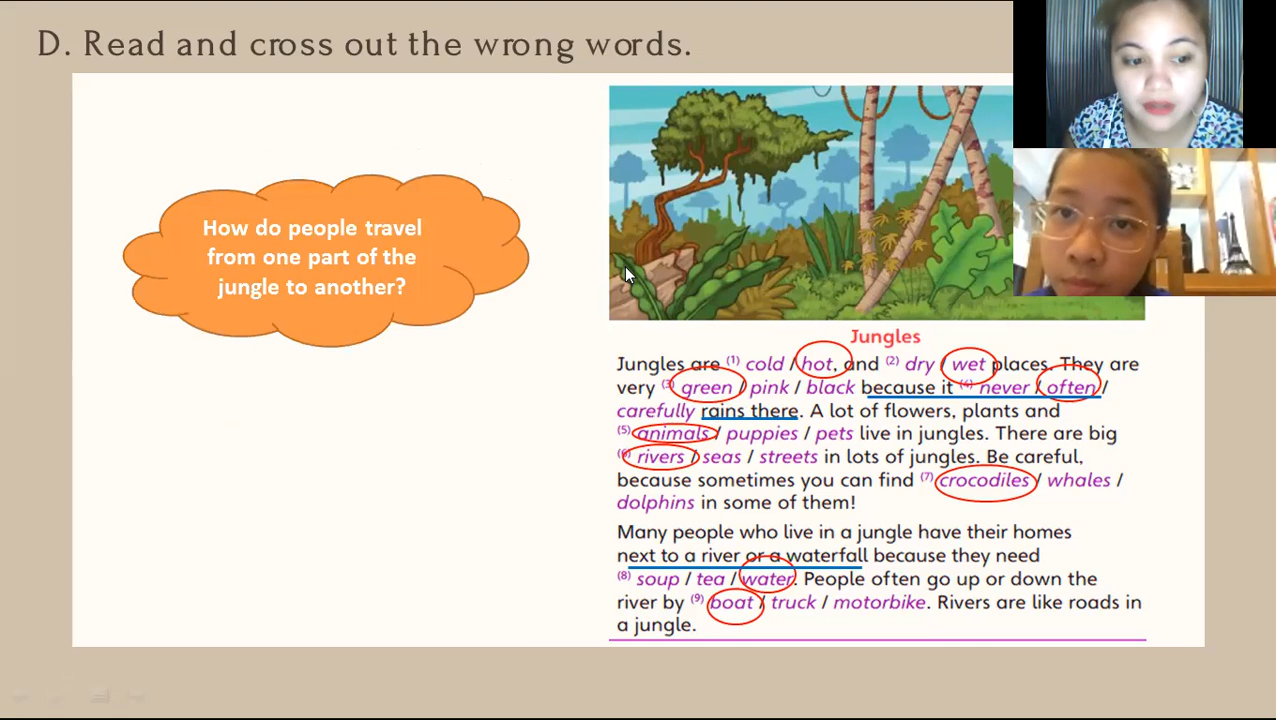 D. Read and cross out the wrong words.
How do people travel
from one part of the
jungle to another?
Jungles
Jungles are (1) cold / hot, and (2) dry / wet places. They are
very (3) green / pink / black because it (4) never / often /
carefully rains there. A lot of flowers, plants and
(5) animals / puppies / pets live in jungles. There are big
(6) rivers / seas / streets in lots of jungles. Be careful,
because sometimes you can find (7) crocodiles / whales /
dolphins in some of them!
Many people who live in a jungle have their homes
next to a river or a waterfall because they need
(8) soup / tea / water. People often go up or down the
river by (9) boat / truck / motorbike. Rivers are like roads in
a jungle.